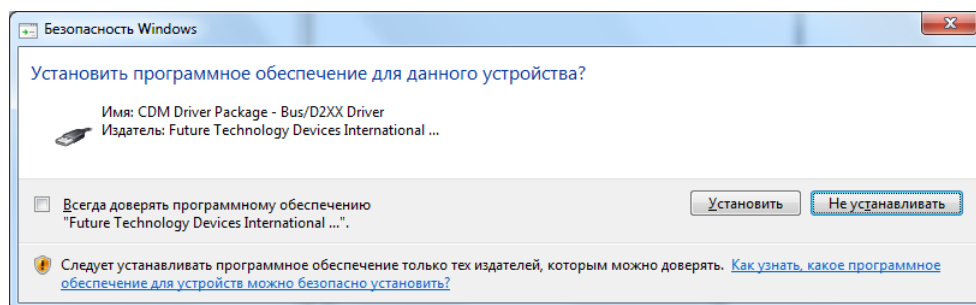 Безопасность Windows
Установить программное обеспечение для данного устройства?
Имя: CDM Driver Package - Bus/D2XX Driver
Издатель: Future Technology Devices International ...
Всегда доверять программному обеспечению
"Future Technology Devices International ...".
Установить
Не устанавливать
Следует устанавливать программное обеспечение только тех издателей, которым можно доверять. Как узнать, какое программное
обеспечение для устройств можно безопасно установить?